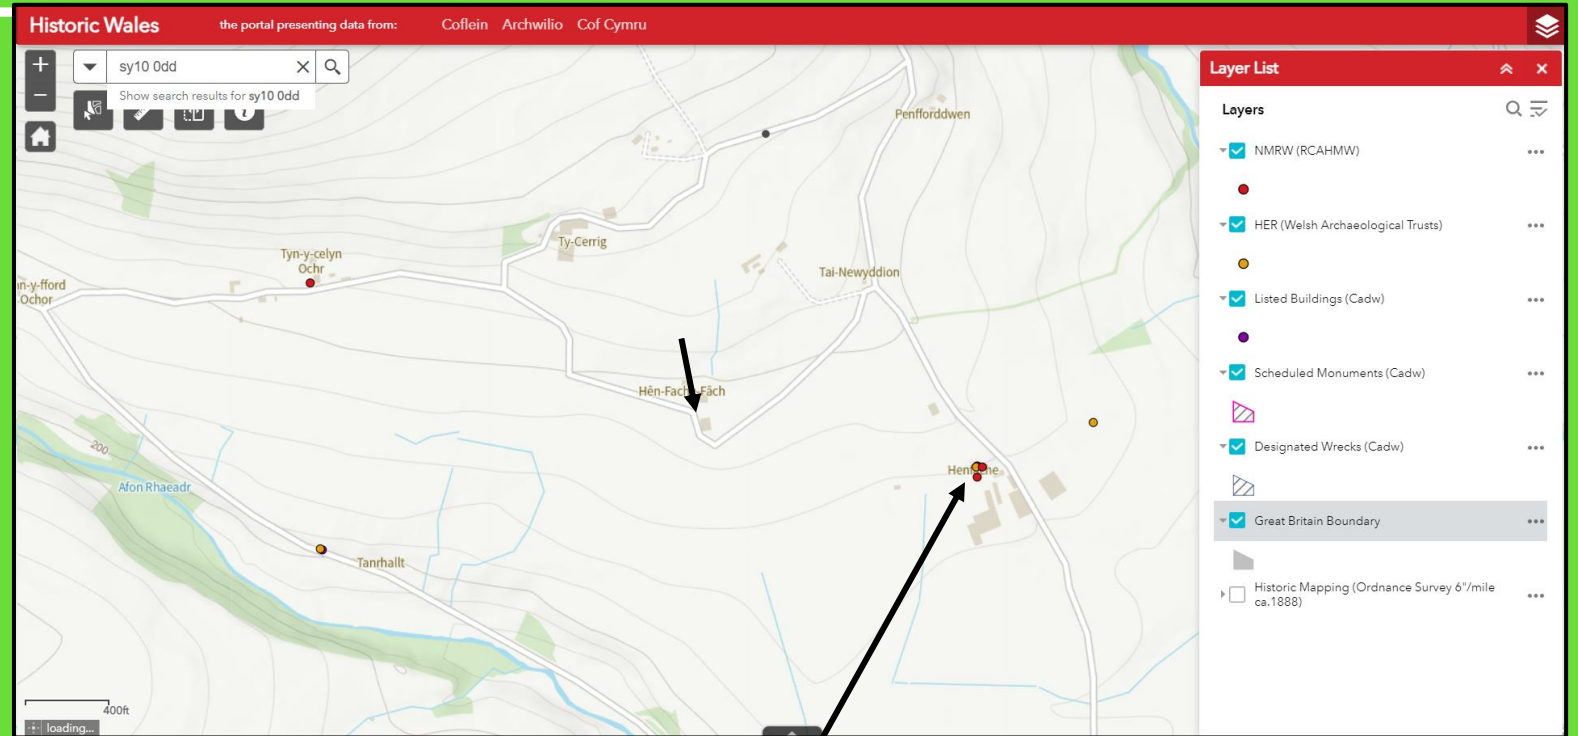 Historic Wales the portal presenting data from: Coflein Archwilio Cof Cymru
sy10 0dd
Show search results for sy10 0dd
Layer List
Layers
NMRW (RCAHMW)
HER (Welsh Archaeological Trusts)
Listed Buildings (Cadw)
Scheduled Monuments (Cadw)
Designated Wrecks (Cadw)
Great Britain Boundary
Historic Mapping (Ordnance Survey 6"/mile
ca.1888)
Penfforddwen
Ty-Cerrig
Tyn-y-celyn
Ochr
n-y-fford
Ochor
Tai-Newyddion
Hên-Fach Fâch
200
Afon Rhaeadr
Tanrhallt
400ft
loading...